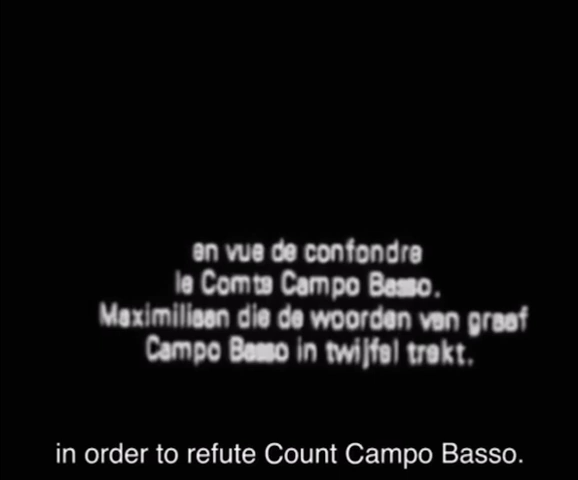 en vue de confondre
le Comte Campo Basso.
Maximiliaan die de woorden van graaf
Campo Basso in twijfel trekt.
in order to refute Count Campo Basso.